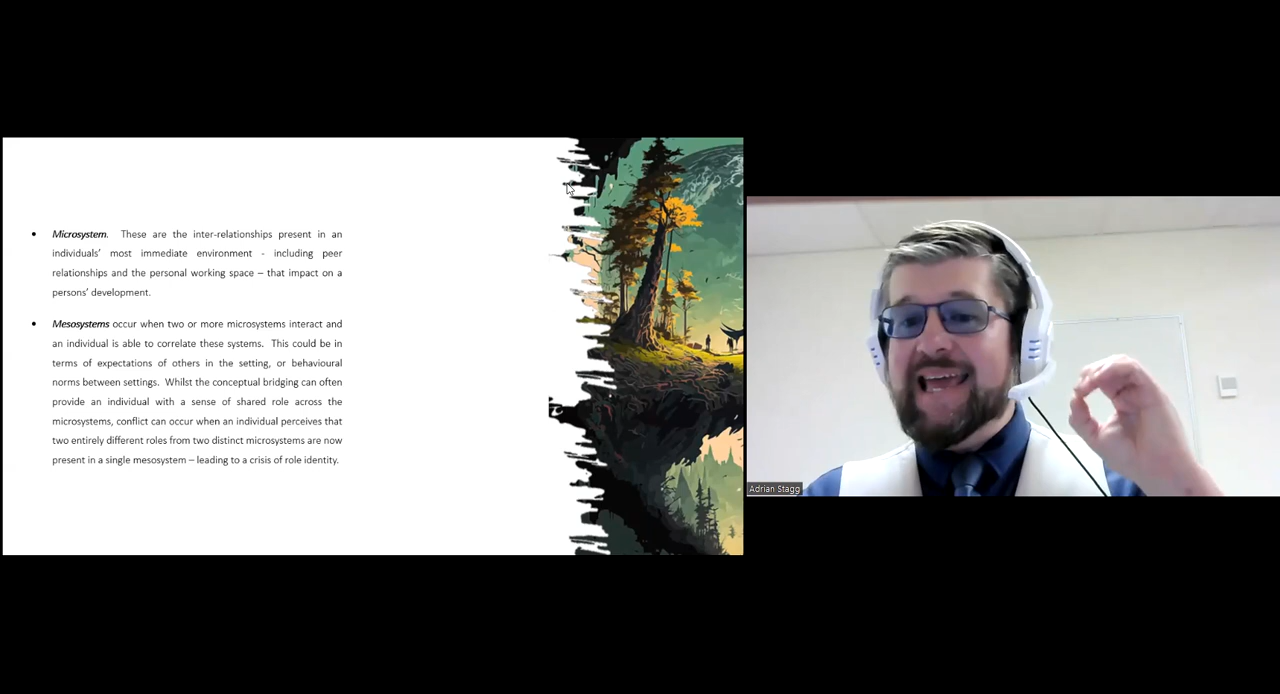 • Microsystem. These are the inter-relationships present in an
individuals’ most immediate environment - including peer
relationships and the personal working space – that impact on a
persons’ development.
• Mesosystems occur when two or more microsystems interact and
an individual is able to correlate these systems. This could be in
terms of expectations of others in the setting, or behavioural
norms between settings. Whilst the conceptual bridging can often
provide an individual with a sense of shared role across the
microsystems, conflict can occur when an individual perceives that
two entirely different roles from two distinct microsystems are now
present in a single mesosystem – leading to a crisis of role identity.
Adrian Stagg